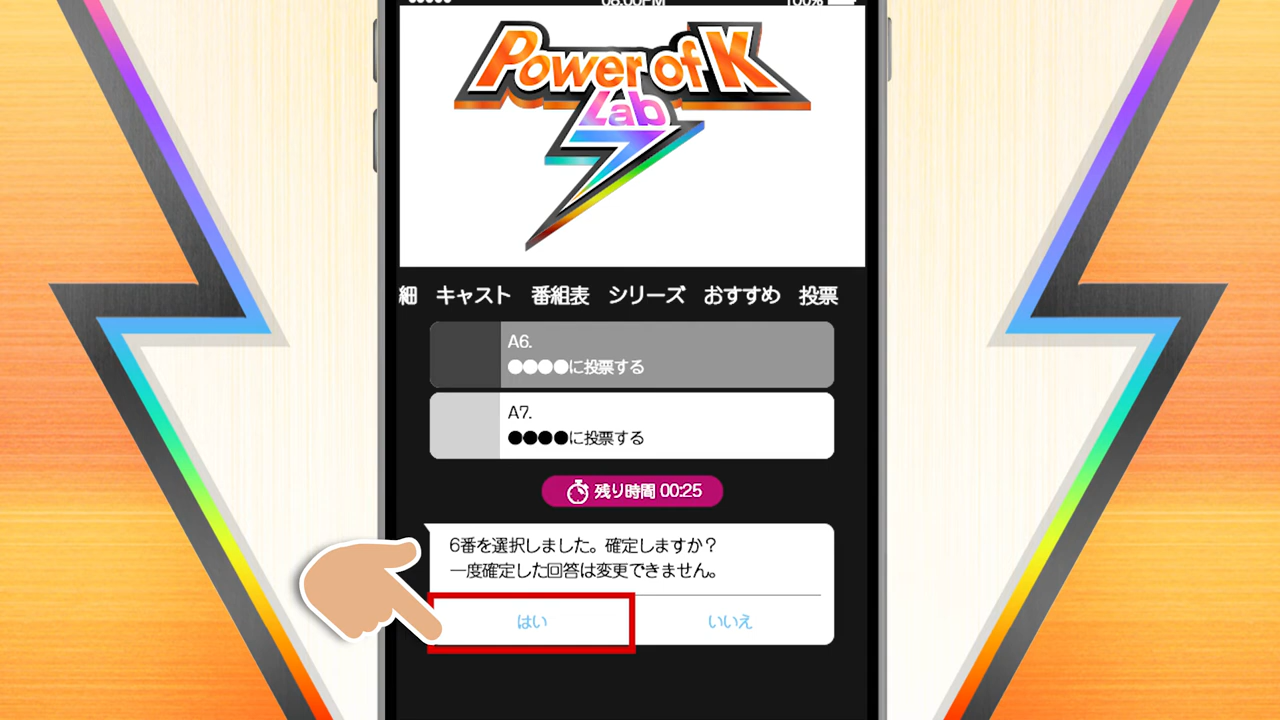 08:00PM 100%
Power of K
Lab
細 キャスト 番組表 シリーズ おすすめ 投票
A6.
●●●●に投票する
A7.
●●●●に投票する
残り時間 00:25
6番を選択しました。確定しますか？
一度確定した回答は変更できません。
はい いいえ